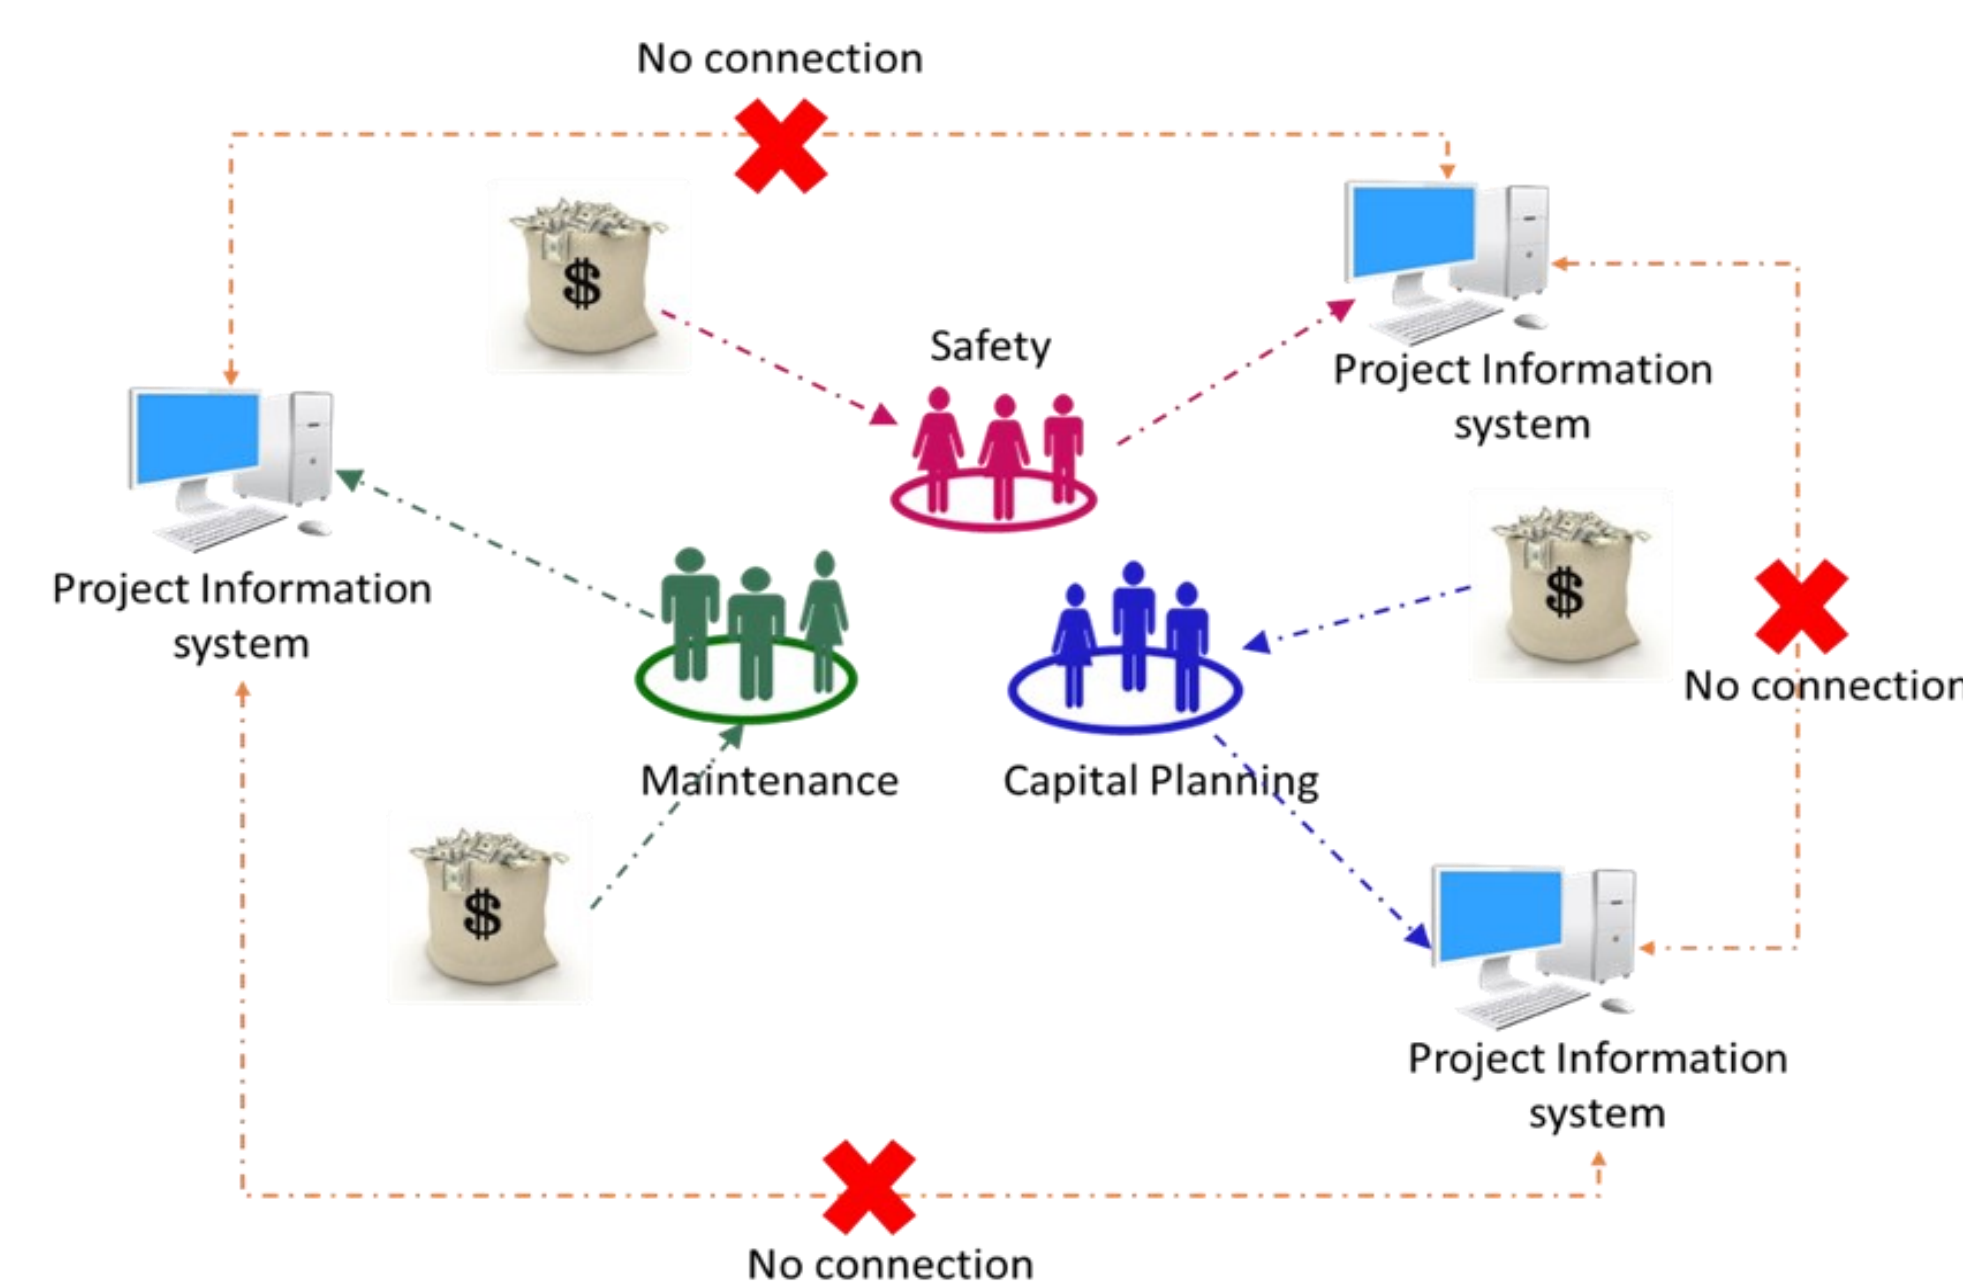 No connection
$
Safety
Project Information
system
Project Information
system
$
No connection
Maintenance
Capital Planning
$
Project Information
system
No connection